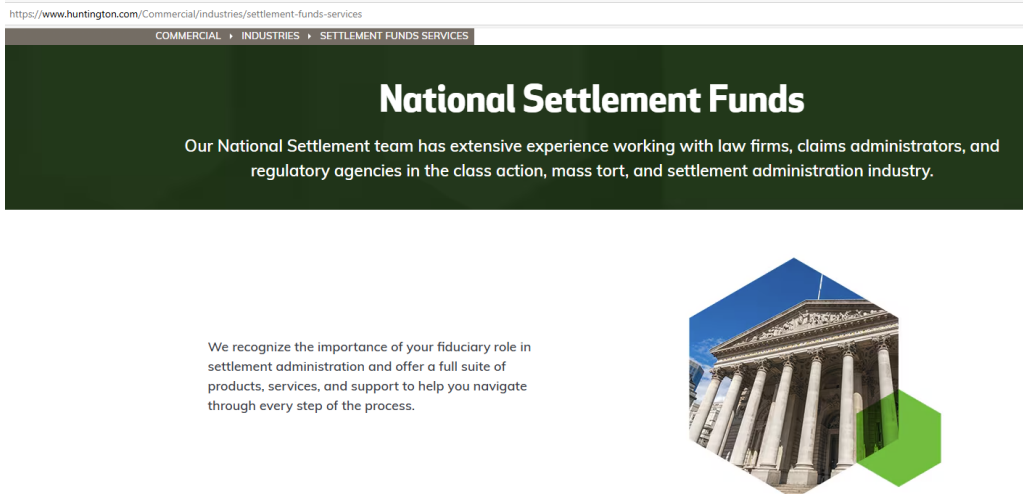 https://www.huntington.com/Commercial/industries/settlement-funds-services
COMMERCIAL ▸ INDUSTRIES ▸ SETTLEMENT FUNDS SERVICES
National Settlement Funds
Our National Settlement team has extensive experience working with law firms, claims administrators, and
regulatory agencies in the class action, mass tort, and settlement administration industry.
We recognize the importance of your fiduciary role in
settlement administration and offer a full suite of
products, services, and support to help you navigate
through every step of the process.